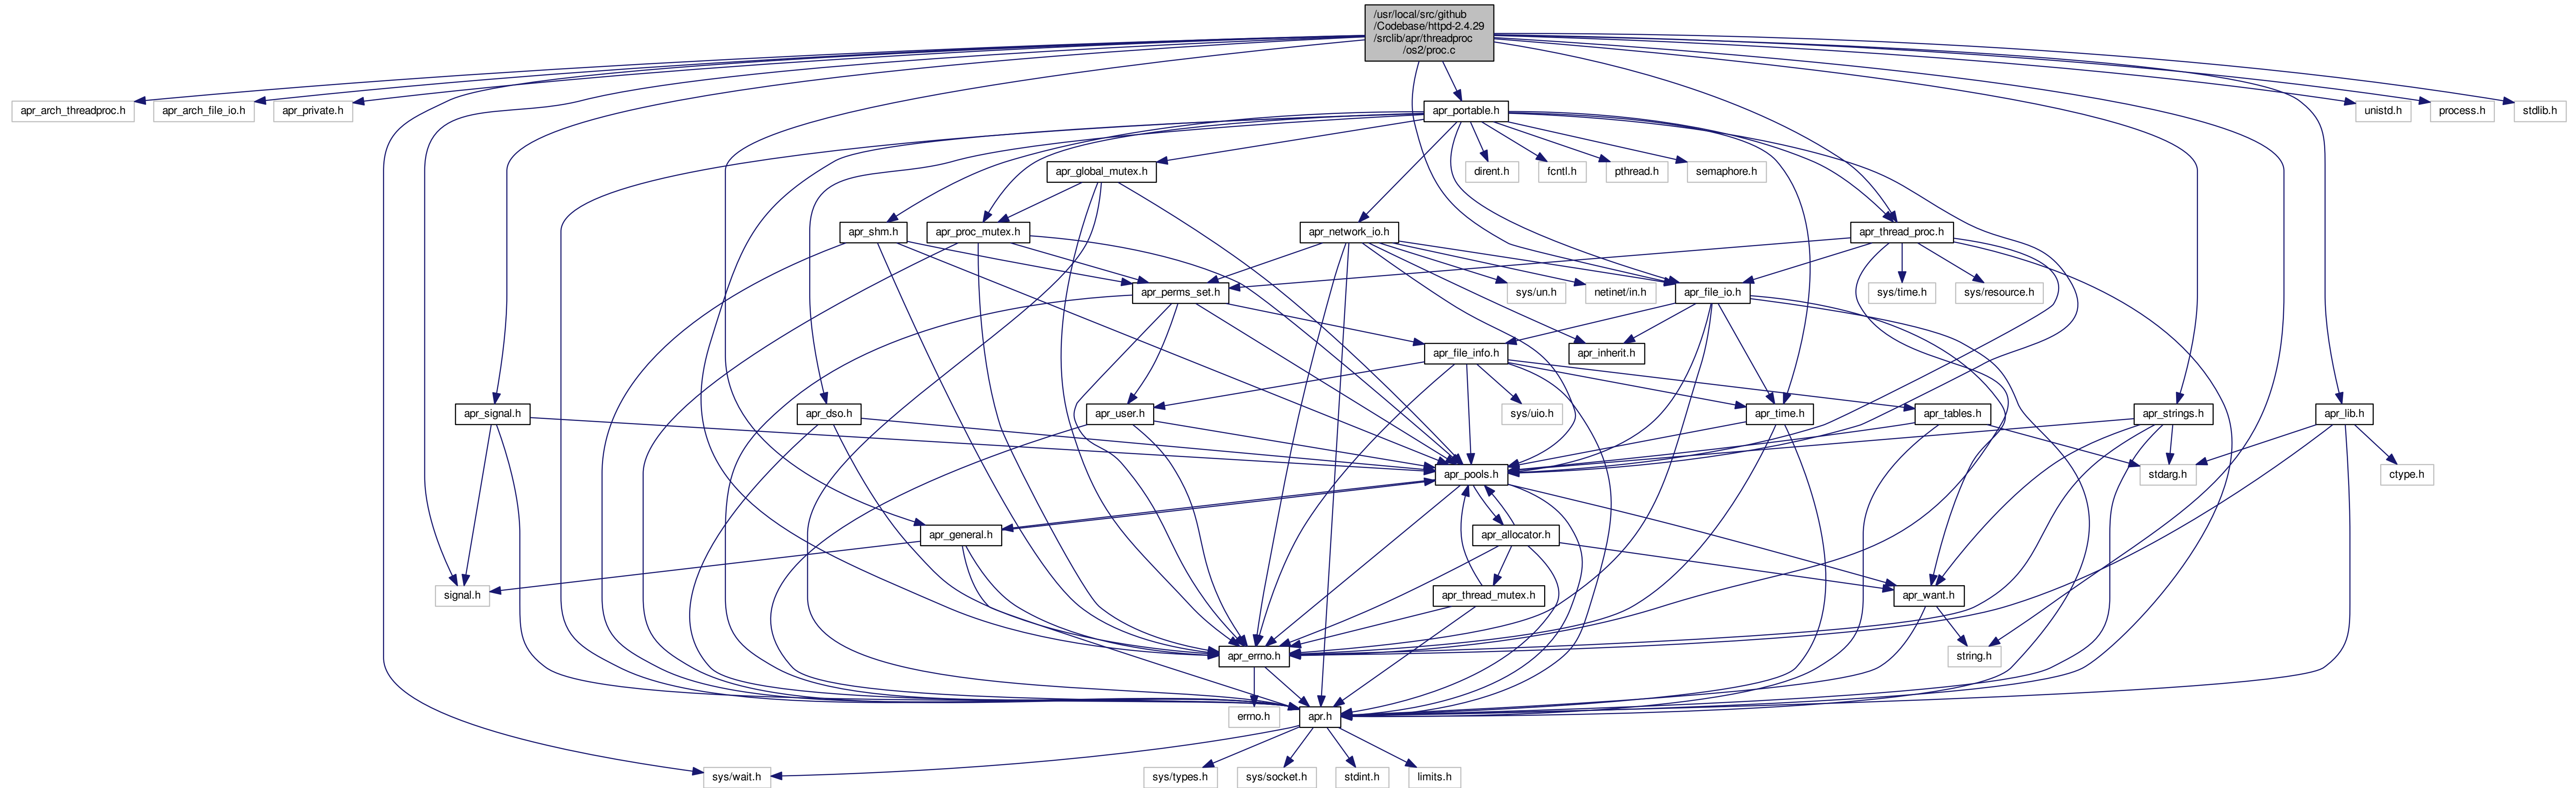 /usr/local/src/github
/Codebase/httpd-2.4.29
/srclib/apr/threadproc
/os2/proc.c
apr_arch_threadproc.h
apr_arch_file_io.h
apr_private.h
apr_portable.h
unistd.h
process.h
stdlib.h
apr_global_mutex.h
dirent.h
fcntl.h
pthread.h
semaphore.h
apr_shm.h
apr_proc_mutex.h
apr_network_io.h
apr_thread_proc.h
apr_perms_set.h
sys/un.h
netinet/in.h
apr_file_io.h
sys/time.h
sys/resource.h
apr_file_info.h
apr_inherit.h
apr_signal.h
apr_dso.h
apr_user.h
sys/uio.h
apr_time.h
apr_tables.h
apr_strings.h
apr_lib.h
apr_pools.h
stdarg.h
ctype.h
apr_general.h
apr_allocator.h
signal.h
apr_thread_mutex.h
apr_want.h
apr_errno.h
string.h
errno.h
apr.h
sys/wait.h
sys/types.h
sys/socket.h
stdint.h
limits.h